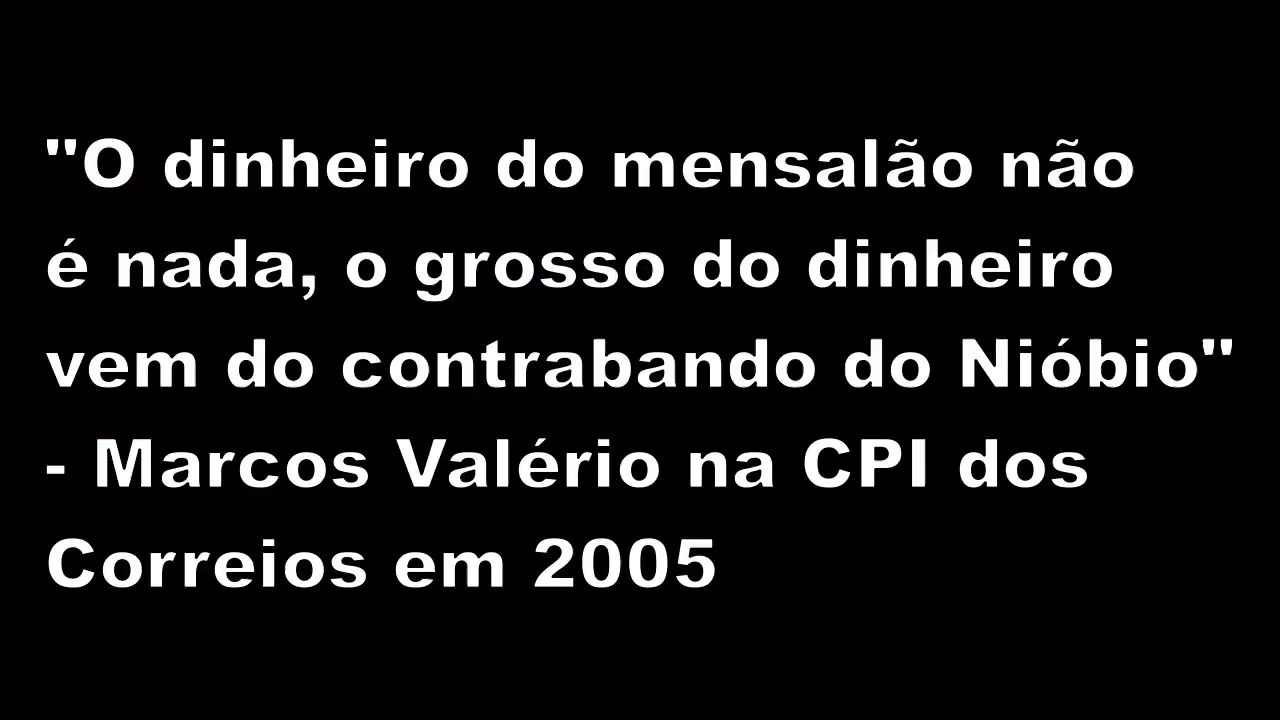 "O dinheiro do mensalão não
é nada, o grosso do dinheiro
vem do contrabando do Nióbio"
- Marcos Valério na CPI dos
Correios em 2005